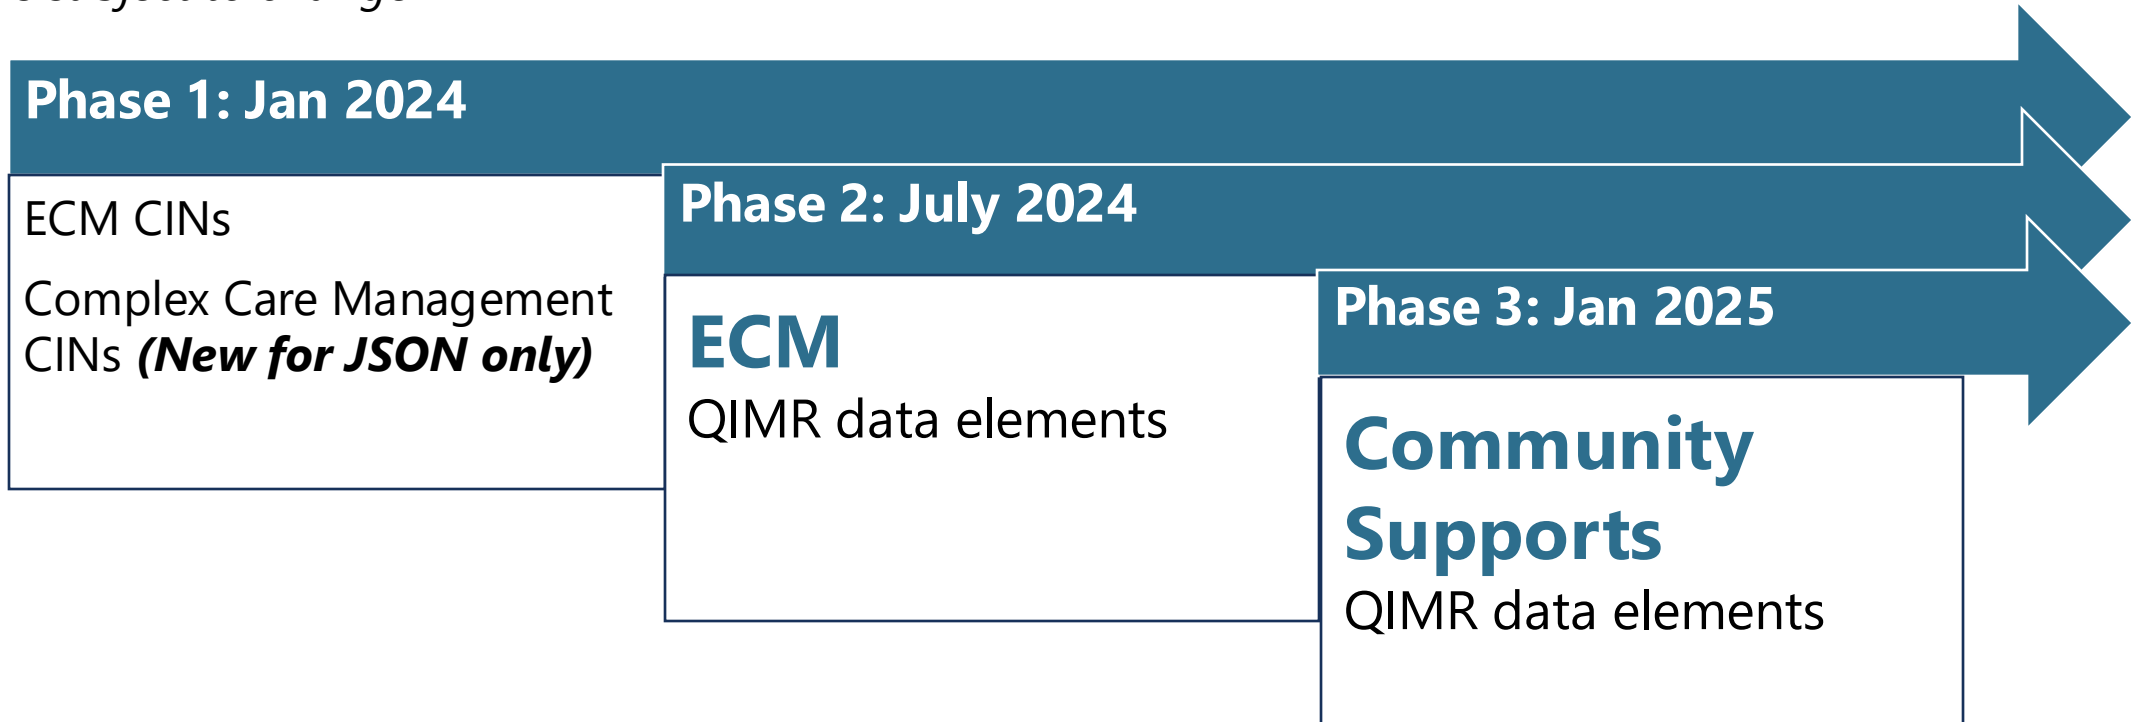 Phase 1: Jan 2024
ECM CINs
Complex Care Management
CINs (New for JSON only)
Phase 2: July 2024
ECM
QIMR data elements
Phase 3: Jan 2025
Community
Supports
QIMR data elements